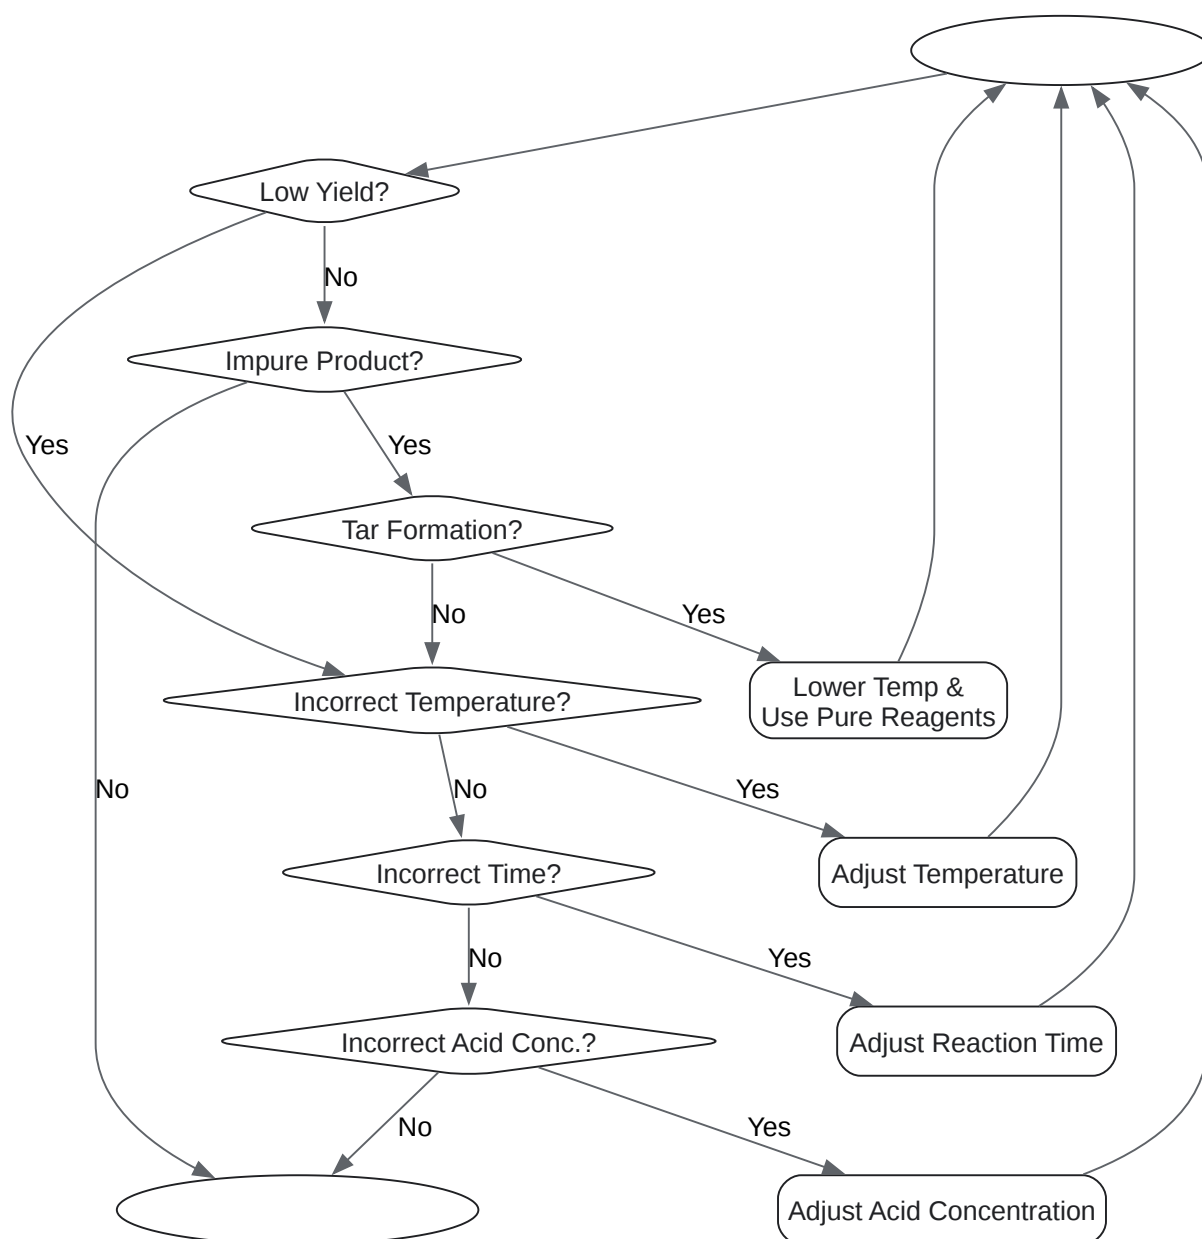 Low Yield?
No
Impure Product?
Yes
Yes
Tar Formation?
No
Yes
Incorrect Temperature?
Lower Temp &
Use Pure Reagents
No
No
Yes
Incorrect Time?
Adjust Temperature
No
Yes
Incorrect Acid Conc.?
Adjust Reaction Time
No
Yes
Adjust Acid Concentration